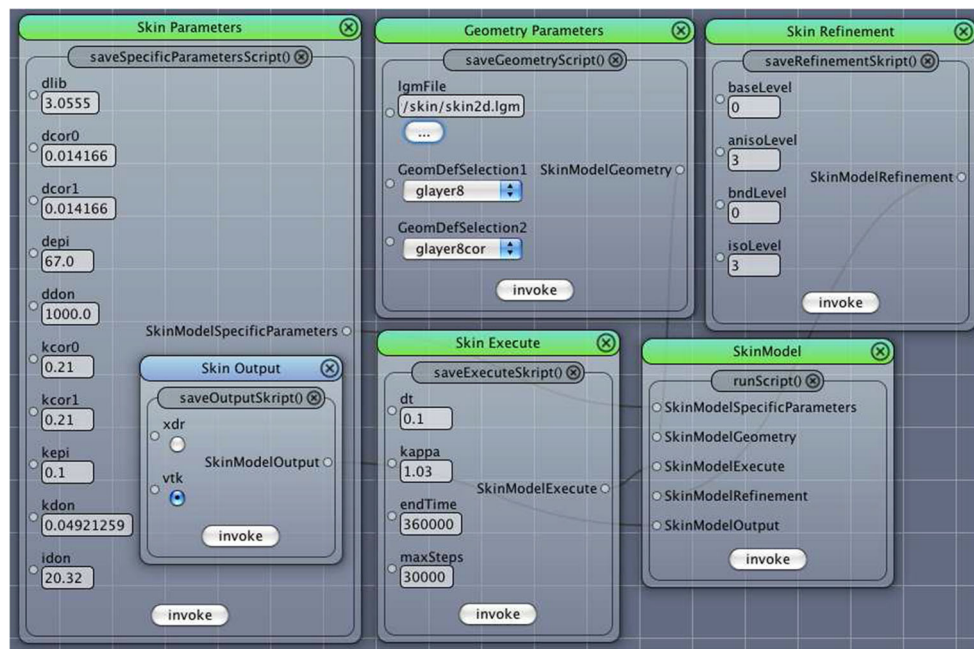 Skin Parameters
saveSpecificParametersScript()
dlib
3.0555
dcor0
0.014166
dcor1
0.014166
depi
67.0
ddon
1000.0
kcor0
0.21
kcor1
0.21
kepi
0.1
kdon
0.04921259
idon
20.32
SkinModelSpecificParameters
invoke
Skin Output
saveOutputSkript()
xdr
vtk
SkinModelOutput
invoke
Geometry Parameters
saveGeometryScript()
lgmFile
/skin/skin2d.lgm
...
GeomDefSelection1
glayer8
GeomDefSelection2
glayer8cor
SkinModelGeometry
invoke
Skin Refinement
saveRefinementSkript()
baseLevel
0
anisoLevel
3
bndLevel
0
isoLevel
3
SkinModelRefinement
invoke
Skin Execute
saveExecuteSkript()
dt
0.1
kappa
1.03
endTime
360000
maxSteps
30000
SkinModelExecute
invoke
SkinModel
runScript()
SkinModelSpecificParameters
SkinModelGeometry
SkinModelExecute
SkinModelRefinement
SkinModelOutput
invoke